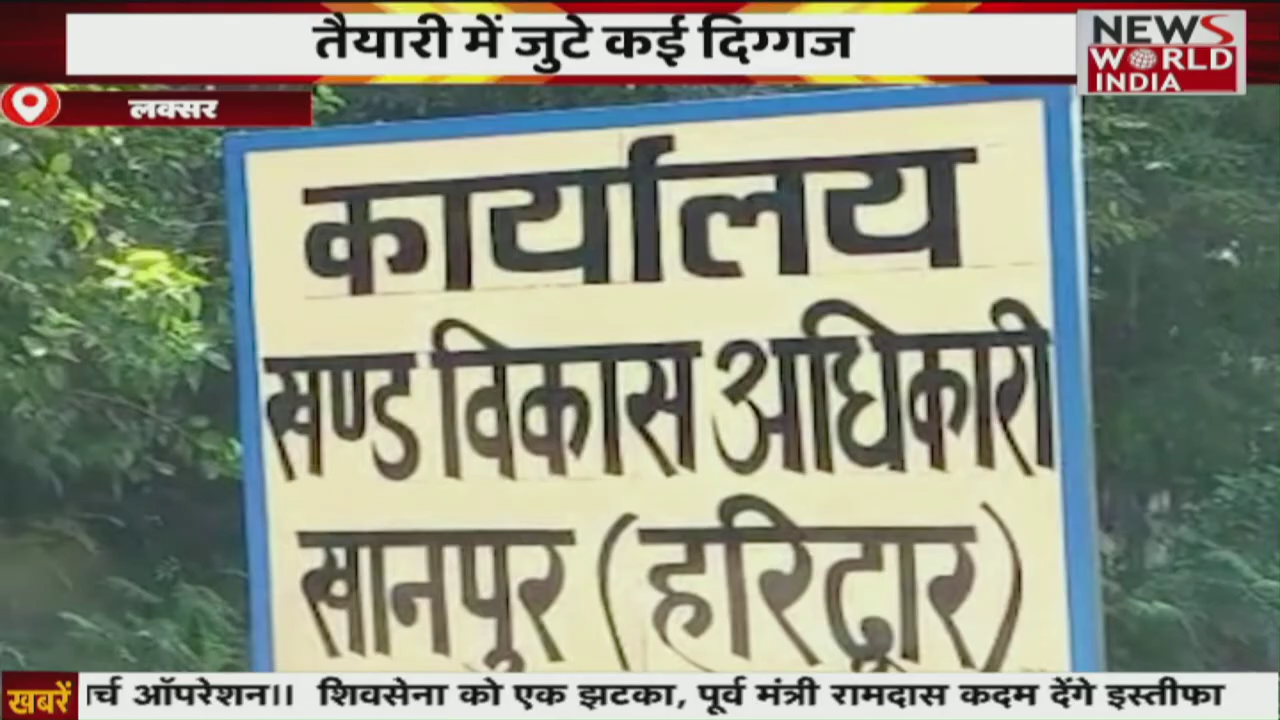 तैयारी में जुटे कई दिग्गज
NEWS
WORLD
INDIA
लक्सर
कार्यालय
खण्ड विकास अधिकारी
खानपुर (हरिद्वार)
खबरें
र्च ऑपरेशन।। शिवसेना को एक झटका, पूर्व मंत्री रामदास कदम देंगे इस्तीफा